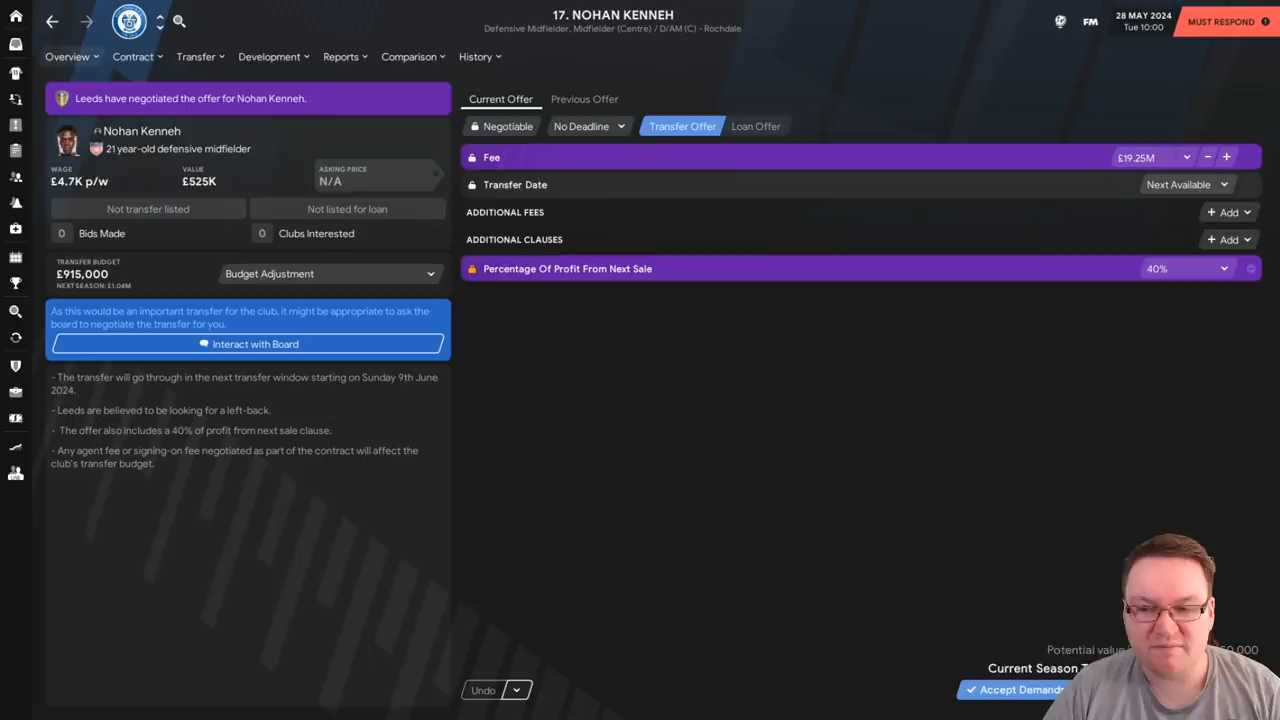 17. NOHAN KENNEH
Defensive Midfielder, Midfielder (Centre) / D/AM (C) - Rochdale
FM
28 MAY 2024
Tue 10:00
MUST RESPOND
Overview
Contract
Transfer
Development
Reports
Comparison
History
Leeds have negotiated the offer for Nohan Kenneh.
Nohan Kenneh
21 year-old defensive midfielder
WAGE
£4.7K p/w
VALUE
£525K
ASKING PRICE
N/A
Not transfer listed
Not listed for loan
0 Bids Made
0 Clubs Interested
TRANSFER BUDGET
£915,000
NEXT SEASON: £1.04M
Budget Adjustment
As this would be an important transfer for the club, it might be appropriate to ask the
board to negotiate the transfer for you.
Interact with Board
- The transfer will go through in the next transfer window starting on Sunday 9th June
2024.
- Leeds are believed to be looking for a left-back.
- The offer also includes a 40% of profit from next sale clause.
- Any agent fee or signing-on fee negotiated as part of the contract will affect the
club's transfer budget.
Current Offer
Previous Offer
Negotiable
No Deadline
Transfer Offer
Loan Offer
Fee
£19.25M
Transfer Date
Next Available
ADDITIONAL FEES
+ Add
ADDITIONAL CLAUSES
+ Add
Percentage Of Profit From Next Sale
40%
Potential value
Current Season
Undo
Accept Demands